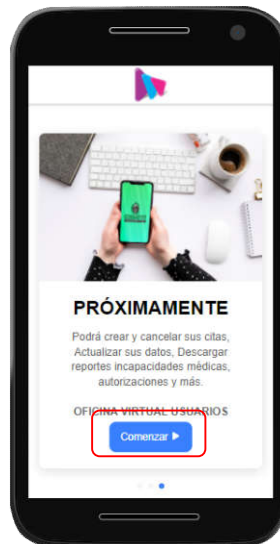 PRÓXIMAMENTE
Podrá crear y cancelar sus citas,
Actualizar sus datos, Descargar
reportes incapacidades médicas,
autorizaciones y más.
OFICINA VIRTUAL USUARIOS
Comenzar